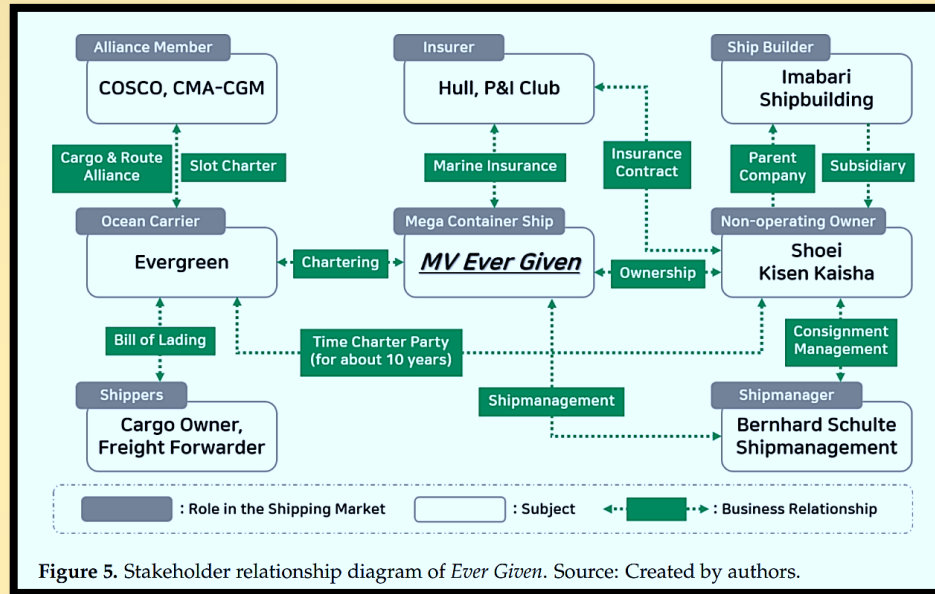 Alliance Member
COSCO, CMA-CGM
Insurer
Hull, P&I Club
Ship Builder
Imabari
Shipbuilding
Cargo & Route
Alliance
Slot Charter
Marine Insurance
Insurance
Contract
Parent
Company
Subsidiary
Ocean Carrier
Evergreen
Chartering
Mega Container Ship
MV Ever Given
Ownership
Non-operating Owner
Shoei
Kisen Kaisha
Bill of Lading
Time Charter Party
(for about 10 years)
Shipmanagement
Consignment
Management
Shippers
Cargo Owner,
Freight Forwarder
Shipmanager
Bernhard Schulte
Shipmanagement
: Role in the Shipping Market
: Subject
: Business Relationship
Figure 5. Stakeholder relationship diagram of Ever Given. Source: Created by authors.